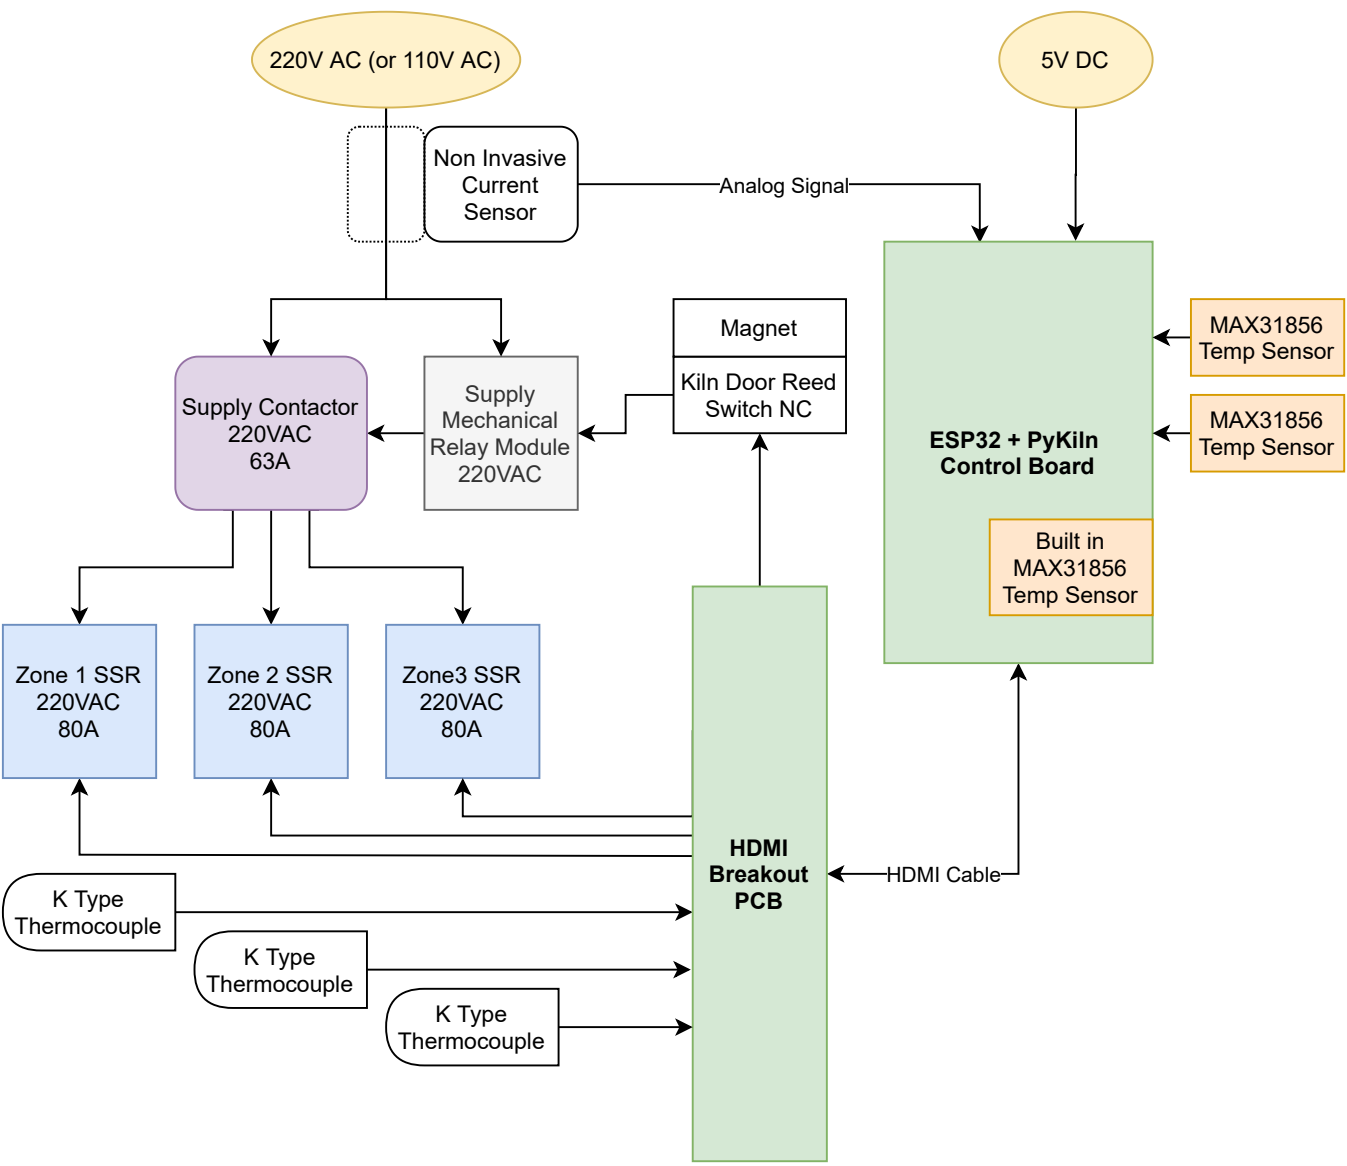 220V AC (or 110V AC)
5V DC
Non Invasive
Current
Sensor
Analog Signal
Magnet
Kiln Door Reed
Switch NC
MAX31856
Temp Sensor
Supply Contactor
220VAC
63A
Supply
Mechanical
Relay Module
220VAC
ESP32 + PyKiln
Control Board
MAX31856
Temp Sensor
Built in
MAX31856
Temp Sensor
Zone 1 SSR
220VAC
80A
Zone 2 SSR
220VAC
80A
Zone3 SSR
220VAC
80A
HDMI
Breakout
PCB
HDMI Cable
K Type
Thermocouple
K Type
Thermocouple
K Type
Thermocouple